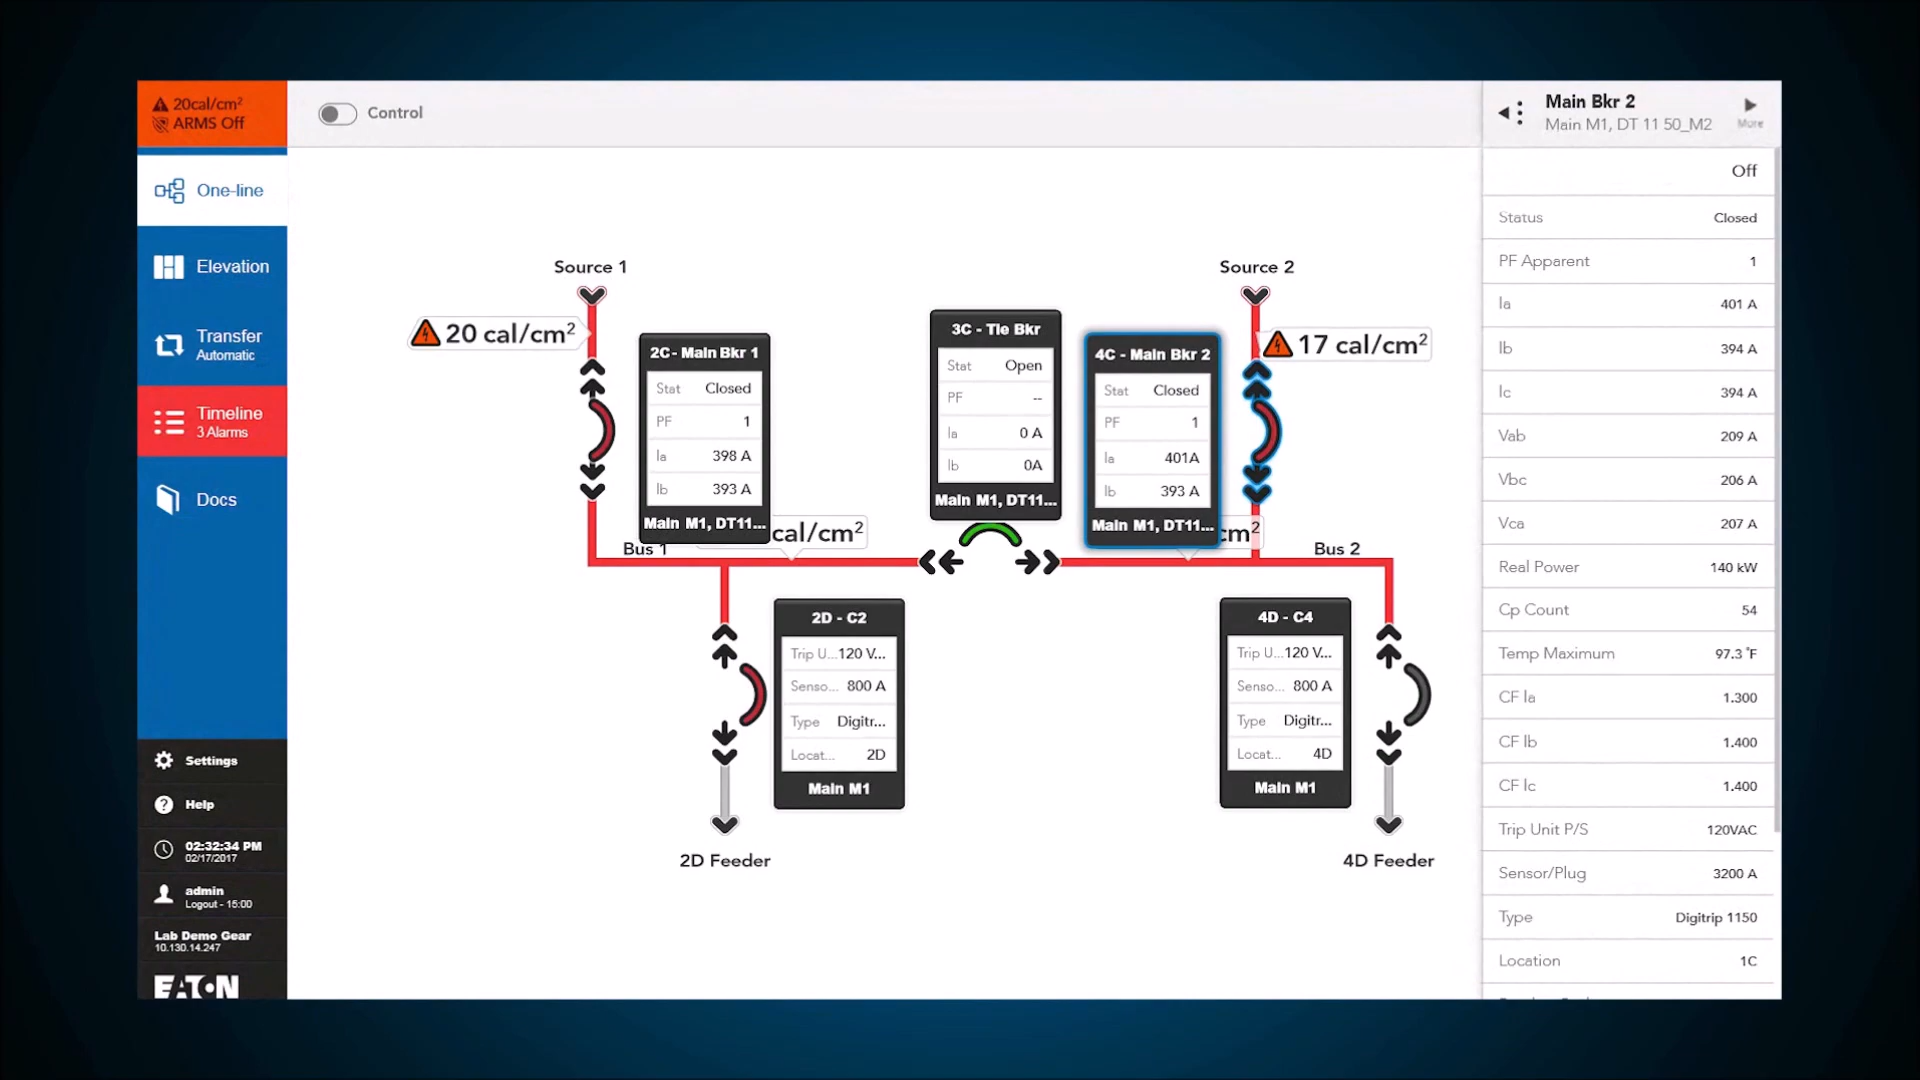 20cal/cm²
ARMS Off
Control
Main Bkr 2
Main M1, DT 11 50_M2
More
One-line
Elevation
Transfer
Automatic
Timeline
3 Alarms
Docs
Settings
Help
02:32:34 PM
02/17/2017
admin
Logout - 15:00
Lab Demo Gear
10.130.14.247
EATON
Source 1
20 cal/cm²
2C- Main Bkr 1
Stat Closed
PF 1
Ia 398 A
Ib 393 A
Main M1, DT11...
cal/cm²
Bus 1
3C - Tie Bkr
Stat Open
PF --
Ia 0 A
Ib 0A
Main M1, DT11...
Source 2
17 cal/cm²
4C - Main Bkr 2
Stat Closed
PF 1
Ia 401A
Ib 393 A
Main M1, DT11...
cm²
Bus 2
2D - C2
Trip U...120 V...
Senso... 800 A
Type Digitr...
Locat... 2D
Main M1
2D Feeder
4D - C4
Trip U...120 V...
Senso... 800 A
Type Digitr...
Locat... 4D
Main M1
4D Feeder
Off
Status Closed
PF Apparent 1
Ia 401 A
Ib 394 A
Ic 394 A
Vab 209 A
Vbc 206 A
Vca 207 A
Real Power 140 kW
Cp Count 54
Temp Maximum 97.3 °F
CF Ia 1.300
CF Ib 1.400
CF Ic 1.400
Trip Unit P/S 120VAC
Sensor/Plug 3200 A
Type Digitrip 1150
Location 1C